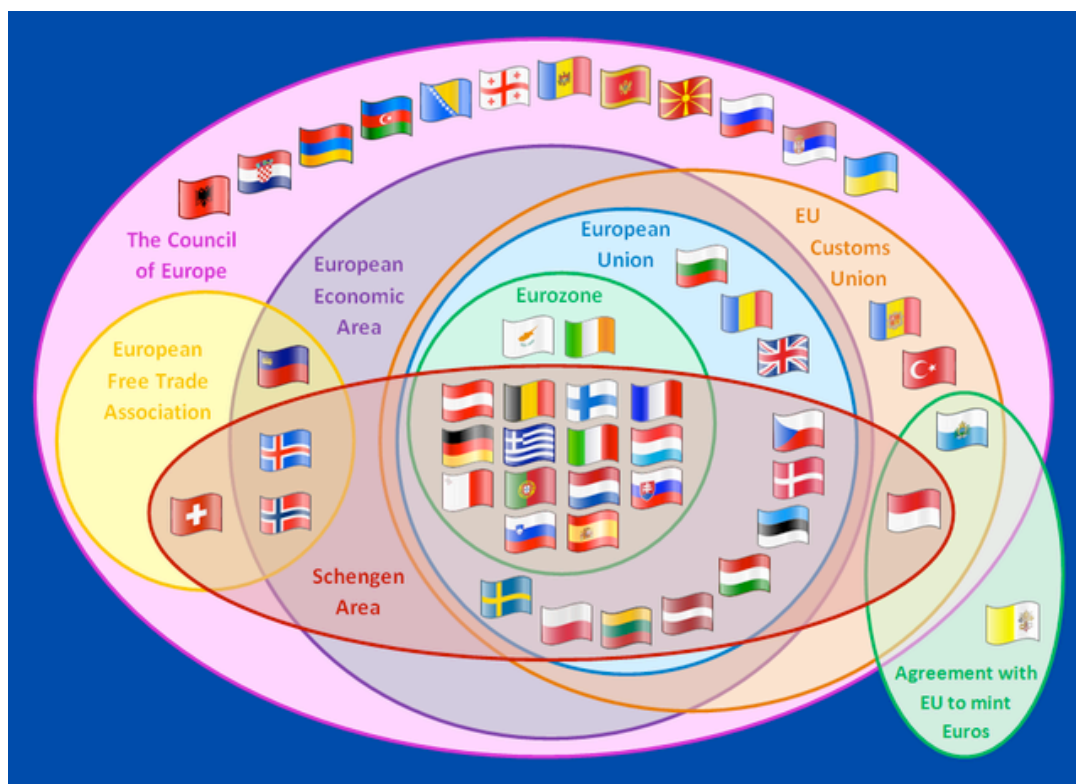 The Council
of Europe
European
Economic
Area
European
Union
EU
Customs
Union
Eurozone
European
Free Trade
Association
Schengen
Area
Agreement with
EU to mint
Euros